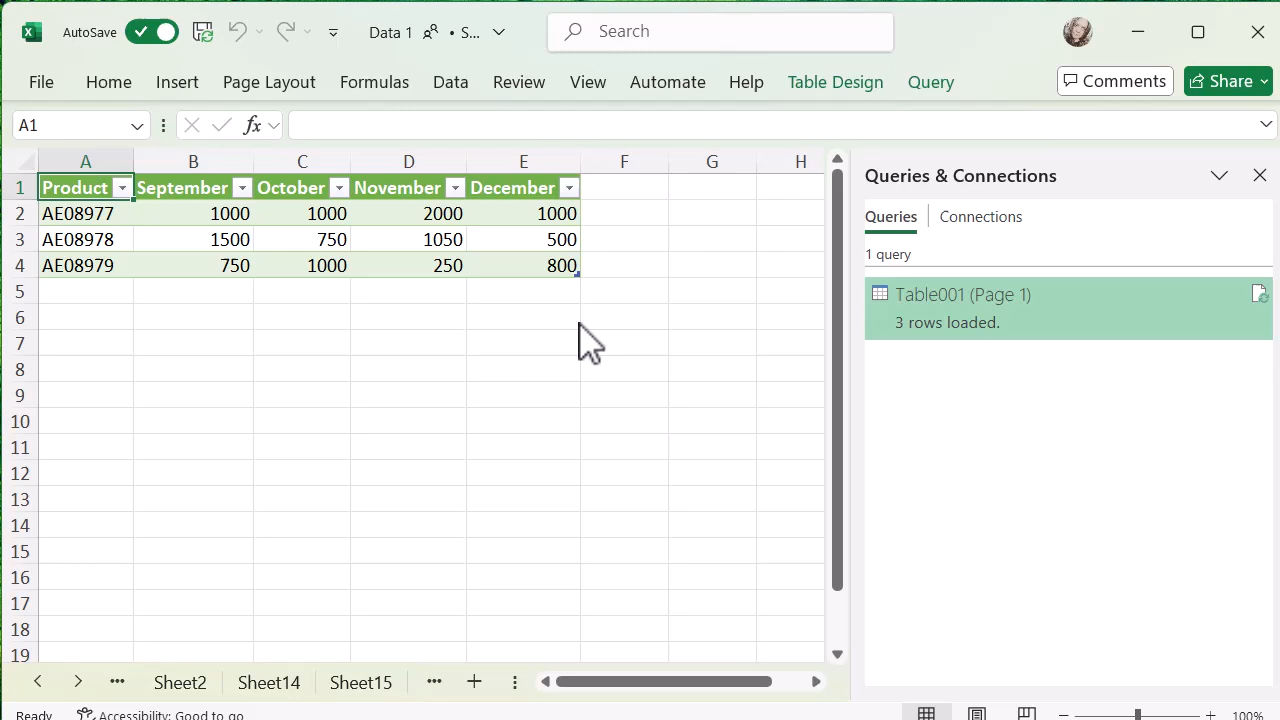 AutoSave Data 1 • S... Search
File Home Insert Page Layout Formulas Data Review View Automate Help Table Design Query Comments Share
A1 fx
A B C D E F G H
1 Product September October November December
2 AE08977 1000 1000 2000 1000
3 AE08978 1500 750 1050 500
4 AE08979 750 1000 250 800
5
6
7
8
9
10
11
12
13
14
15
16
17
18
19
Queries & Connections
Queries Connections
1 query
Table001 (Page 1)
3 rows loaded.
Sheet2 Sheet14 Sheet15
Ready Accessibility: Good to go 100%